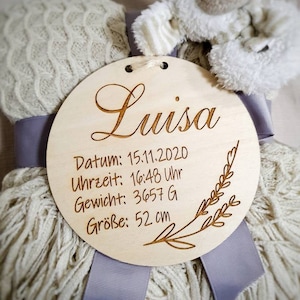 Luisa
Datum: 15.11.2020
Uhrzeit: 16:48 Uhr
Gewicht: 3657 G
Größe: 52 cm